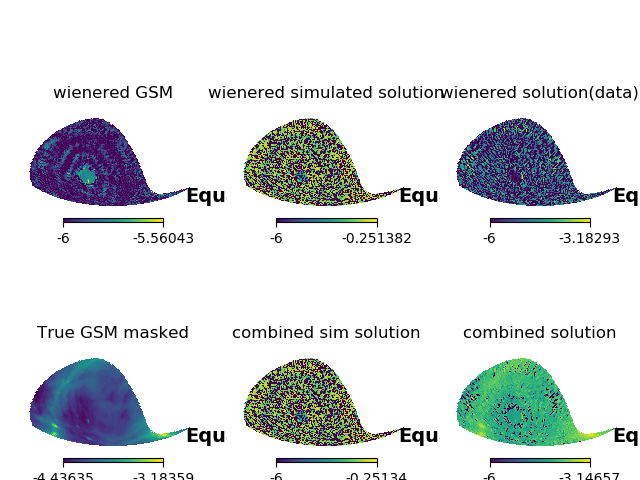 wienered GSM
wienered simulated solution
wienered solution(data)
Equ
Equ
Eq
-6 -5.56043
-6 -0.251382
-6 -3.18293
True GSM masked
combined sim solution
combined solution
Equ
Equ
Eq
-4.43635 -3.18359
-6 -0.25134
-6 -3.14657